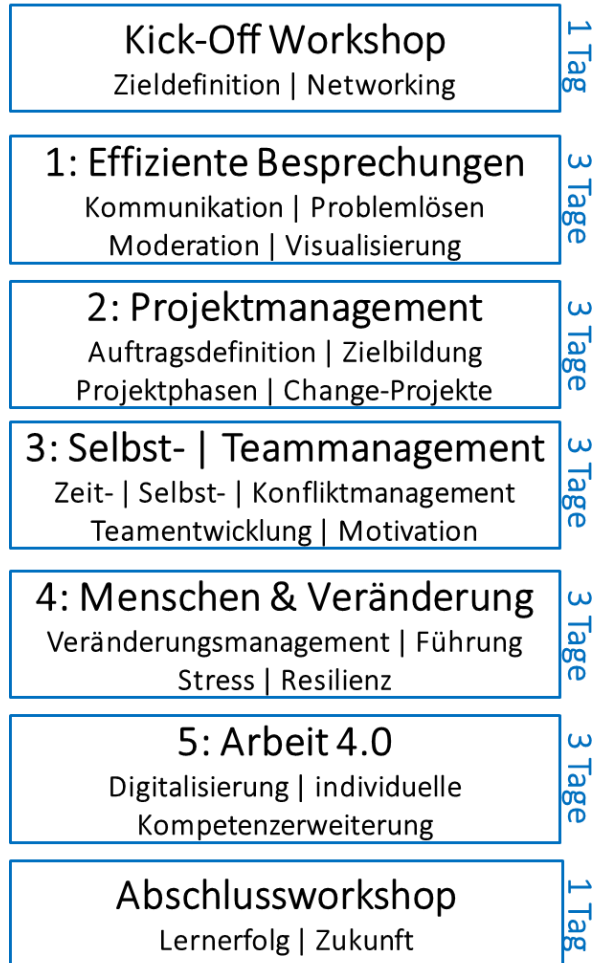 Kick-Off Workshop
Zieldefinition | Networking
1 Tag
1: Effiziente Besprechungen
Kommunikation | Problemlösen
Moderation | Visualisierung
3 Tage
2: Projektmanagement
Auftragsdefinition | Zielbildung
Projektphasen | Change-Projekte
3 Tage
3: Selbst- | Teammanagement
Zeit- | Selbst- | Konfliktmanagement
Teamentwicklung | Motivation
3 Tage
4: Menschen & Veränderung
Veränderungsmanagement | Führung
Stress | Resilienz
3 Tage
5: Arbeit 4.0
Digitalisierung | individuelle
Kompetenzerweiterung
3 Tage
Abschlussworkshop
Lernerfolg | Zukunft
1 Tag